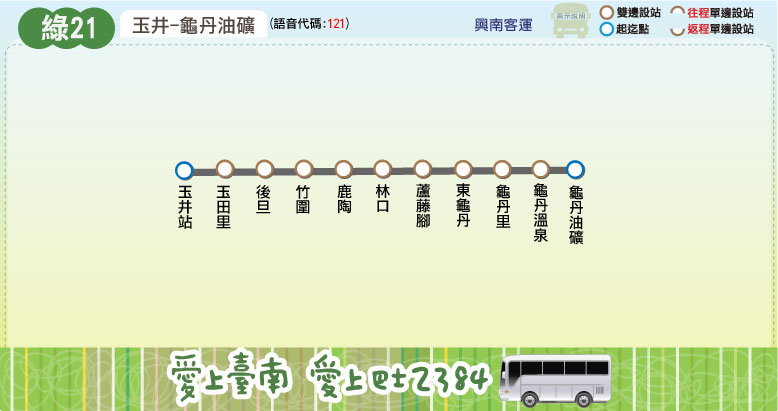 綠21
玉井-龜丹油礦
(語音代碼:121)
興南客運
圖示說明
雙邊設站
往程單邊設站
起迄點
返程單邊設站
玉井站
玉田里
後旦
竹圍
鹿陶
林口
蘆藤腳
東龜丹
龜丹里
龜丹溫泉
龜丹油礦
愛上臺南 愛上巴士2384